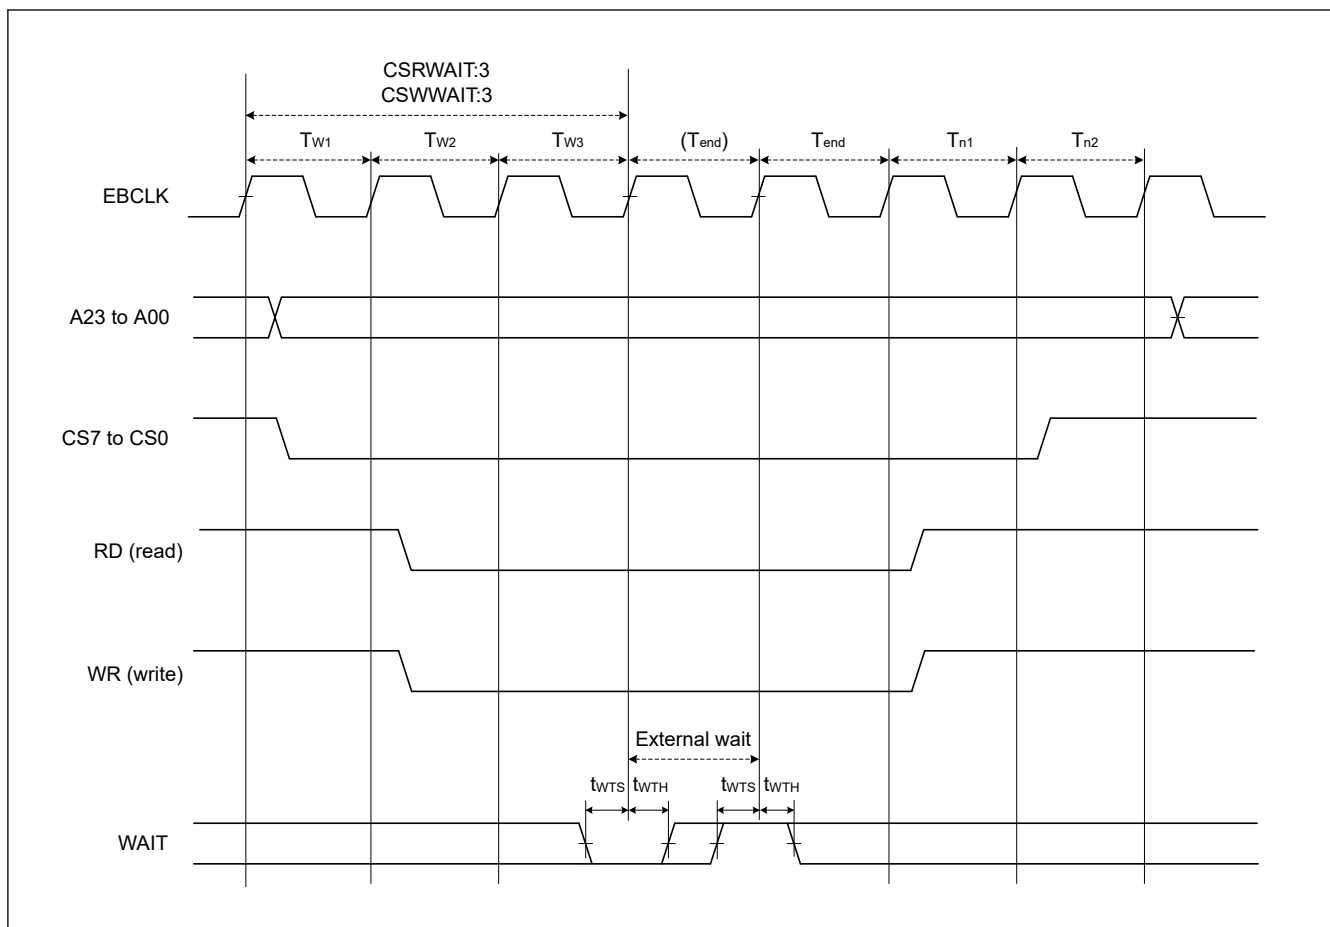 CSRWAIT:3
CSWWAIT:3
TW1 TW2 TW3 (Tend) Tend Tn1 Tn2
EBCLK
A23 to A00
CS7 to CS0
RD (read)
WR (write)
External wait
tWTS tWTH tWTS tWTH
WAIT